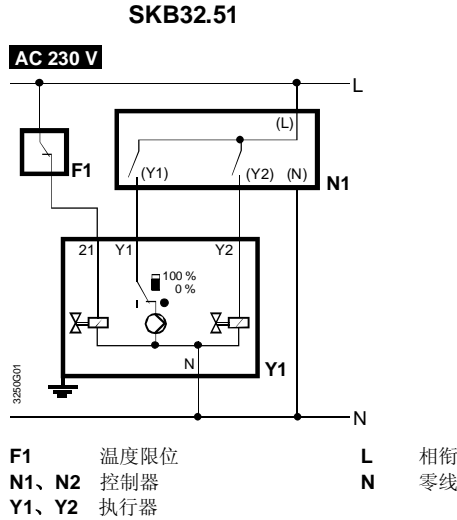 SKB32.51
AC 230 V
L
(L)
F1
(Y1)
(Y2)
(N)
N1
21
Y1
Y2
100 %
0 %
N
Y1
3250G01
N
F1 温度限位
L 相衔
N1、N2 控制器
N 零线
Y1、Y2 执行器